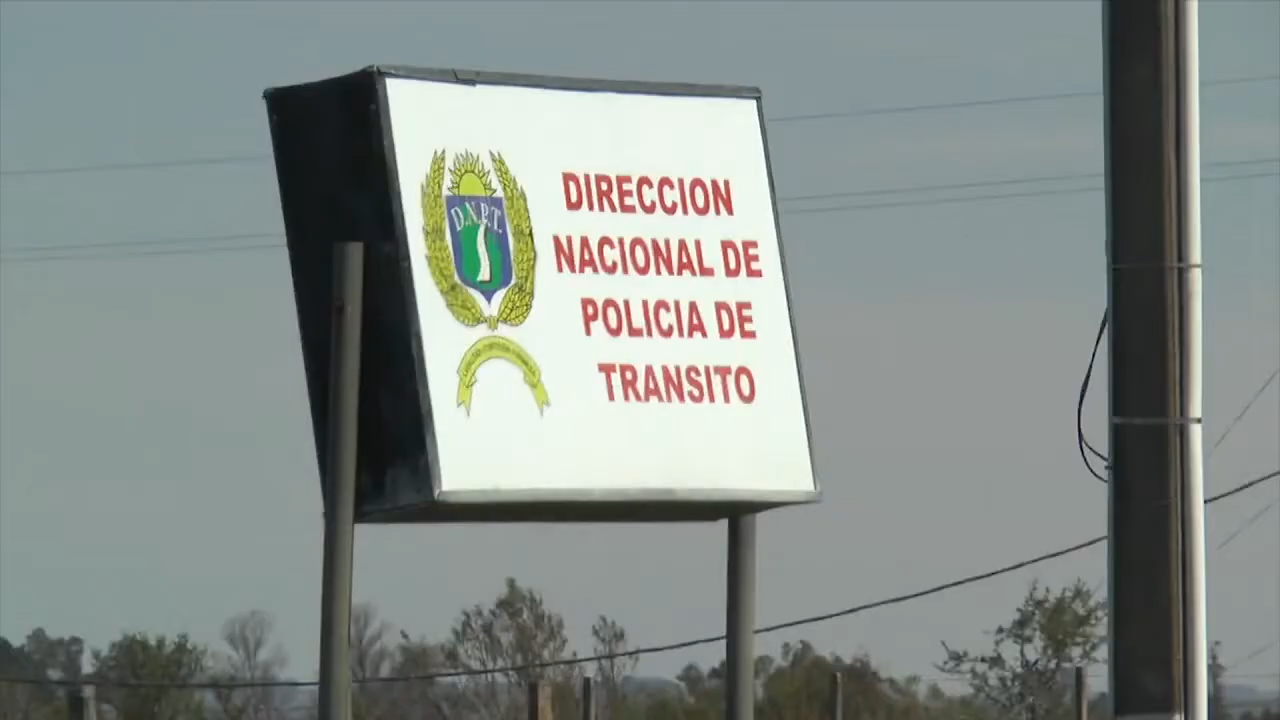 D.N.P.T.
DIRECCION
NACIONAL DE
POLICIA DE
TRANSITO